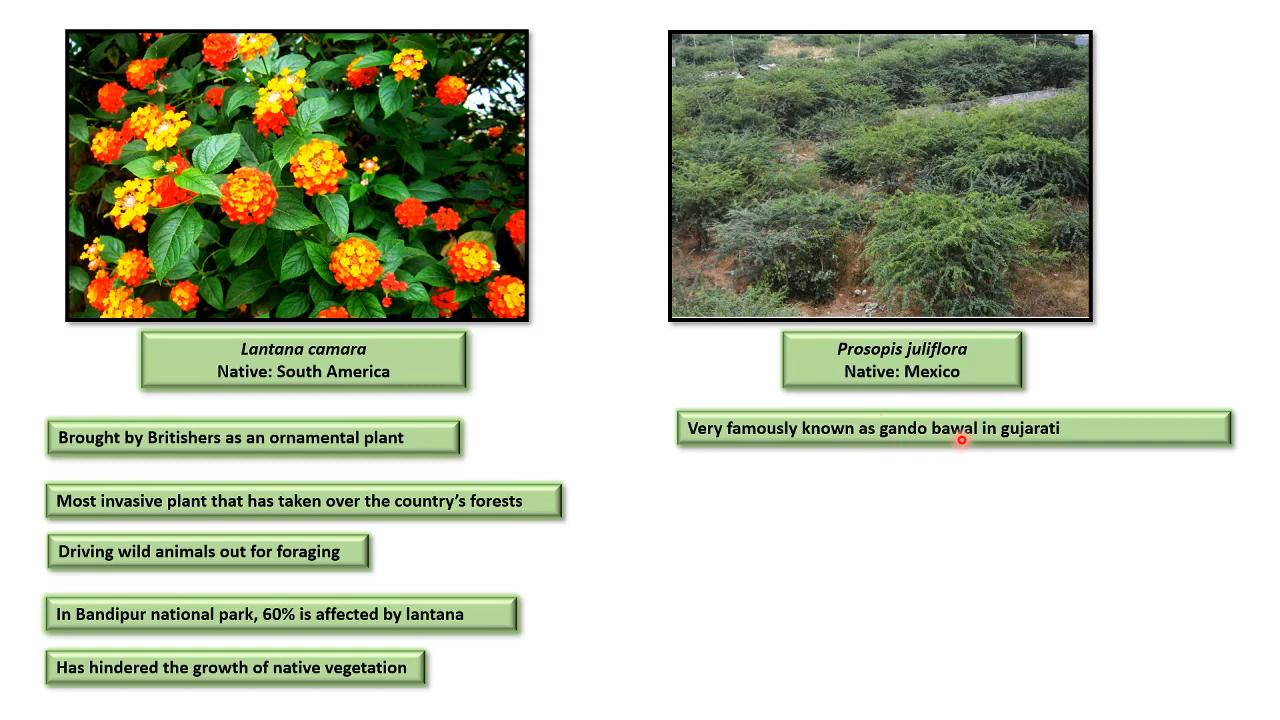 Lantana camara
Native: South America
Brought by Britishers as an ornamental plant
Most invasive plant that has taken over the country's forests
Driving wild animals out for foraging
In Bandipur national park, 60% is affected by lantana
Has hindered the growth of native vegetation
Prosopis juliflora
Native: Mexico
Very famously known as gando bawal in gujarati